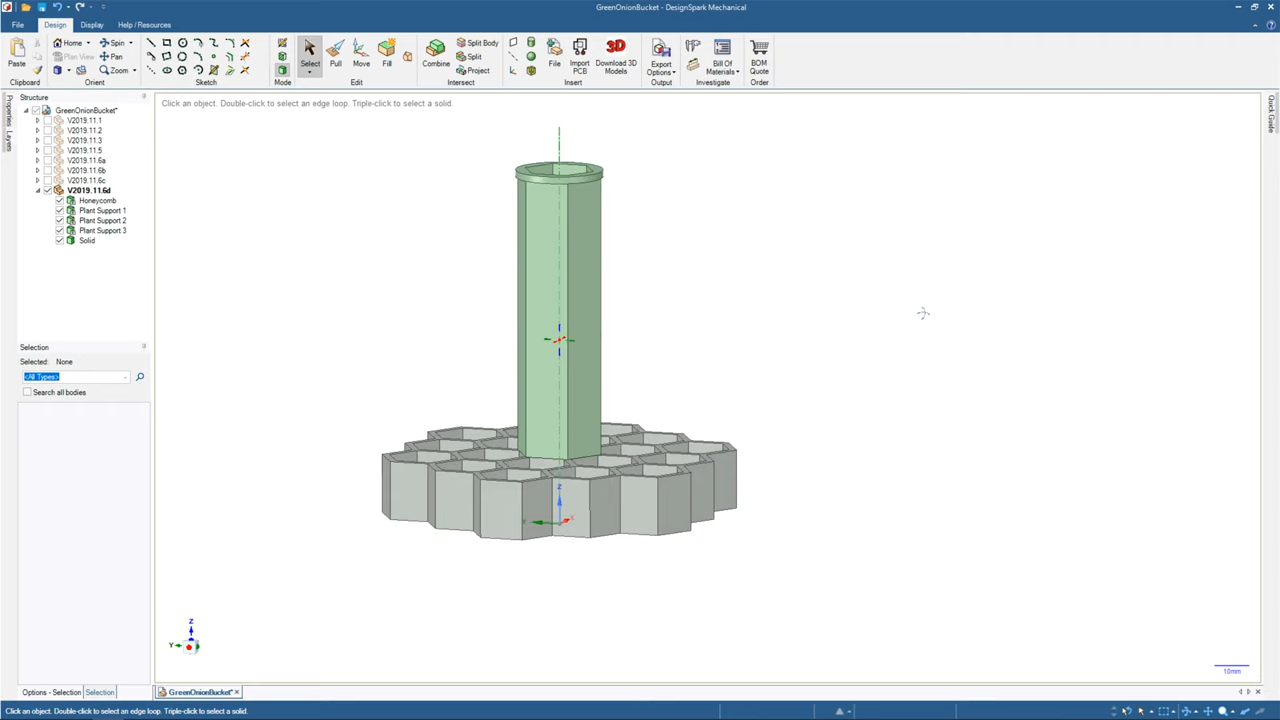 GreenOnionBucket - DesignSpark Mechanical
File
Design
Display
Help / Resources
Paste
Home
Plan View
Spin
Pan
Zoom
Select
Pull
Move
Fill
Combine
Split Body
Split
Project
File
Import PCB
Download 3D Models
Export Options
Bill Of Materials
BOM Quote
Clipboard
Orient
Sketch
Mode
Edit
Intersect
Insert
Output
Investigate
Order
Properties
Layers
Structure
GreenOnionBucket*
V2019.11.1
V2019.11.2
V2019.11.3
V2019.11.5
V2019.11.6a
V2019.11.6b
V2019.11.6c
V2019.11.6d
Honeycomb
Plant Support 1
Plant Support 2
Plant Support 3
Solid
Click an object. Double-click to select an edge loop. Triple-click to select a solid.
Quick Guide
Selection
Selected: None
<All Types>
Search all bodies
Z
Y
X
Z
Y
10mm
Options - Selection
Selection
GreenOnionBucket*
Click an object. Double-click to select an edge loop. Triple-click to select a solid.